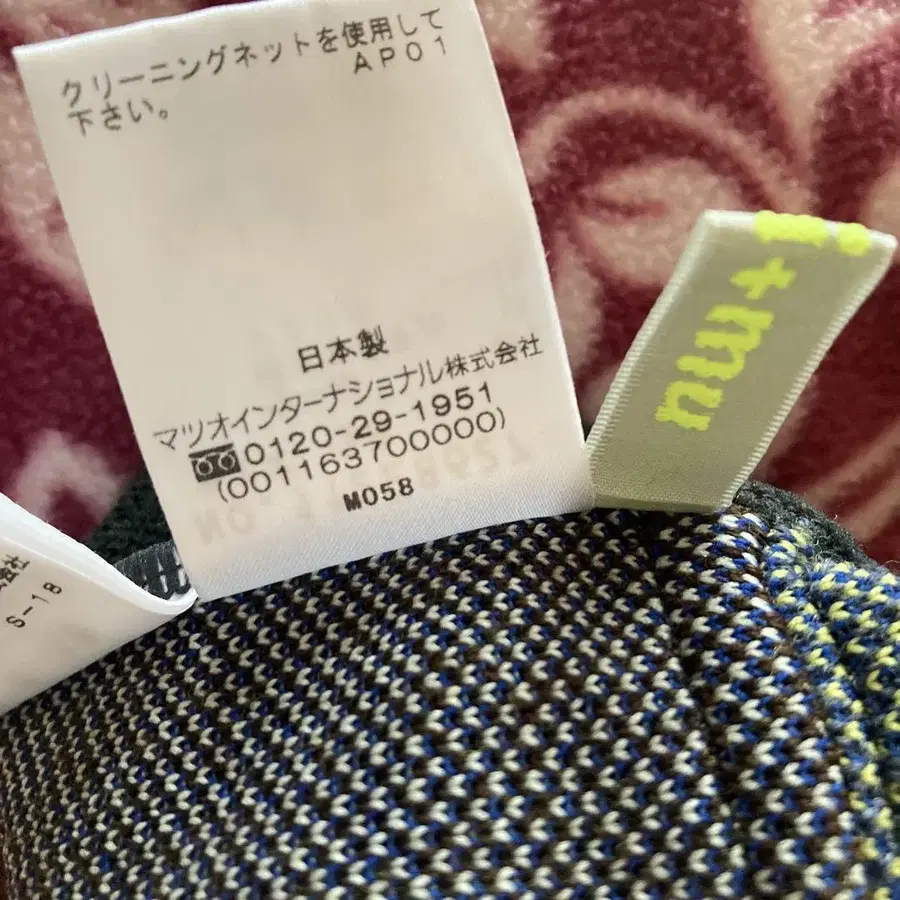 クリーニングネットを使用して
下さい。 AP01
日本製
マツオインターナショナル株式会社
0120-29-1951
(001163700000)
M058
S-18
+mu